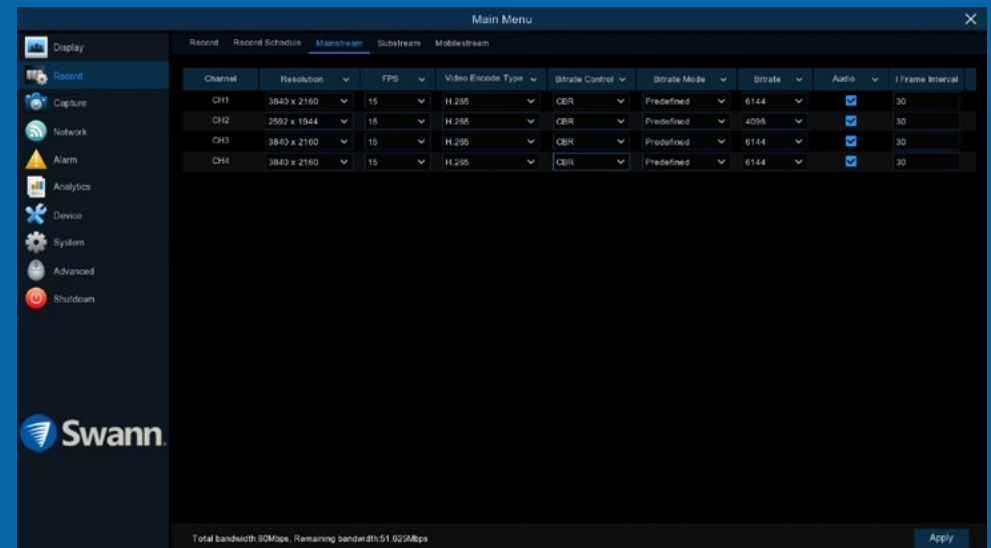 Main Menu
Display
Record
Capture
Network
Alarm
Analytics
Device
System
Advanced
Shutdown
Swann
Record Record Schedule Mainstream Substream Mobilestream
Channel Resolution FPS Video Encode Type Bitrate Control Bitrate Mode Bitrate Audio I Frame Interval
CH1 3840 x 2160 15 H.265 CBR Predefined 6144 30
CH2 2592 x 1944 15 H.265 CBR Predefined 4096 30
CH3 3840 x 2160 15 H.265 CBR Predefined 6144 30
CH4 3840 x 2160 15 H.265 CBR Predefined 6144 30
Total bandwidth:80Mbps, Remaining bandwidth:51.625Mbps
Apply